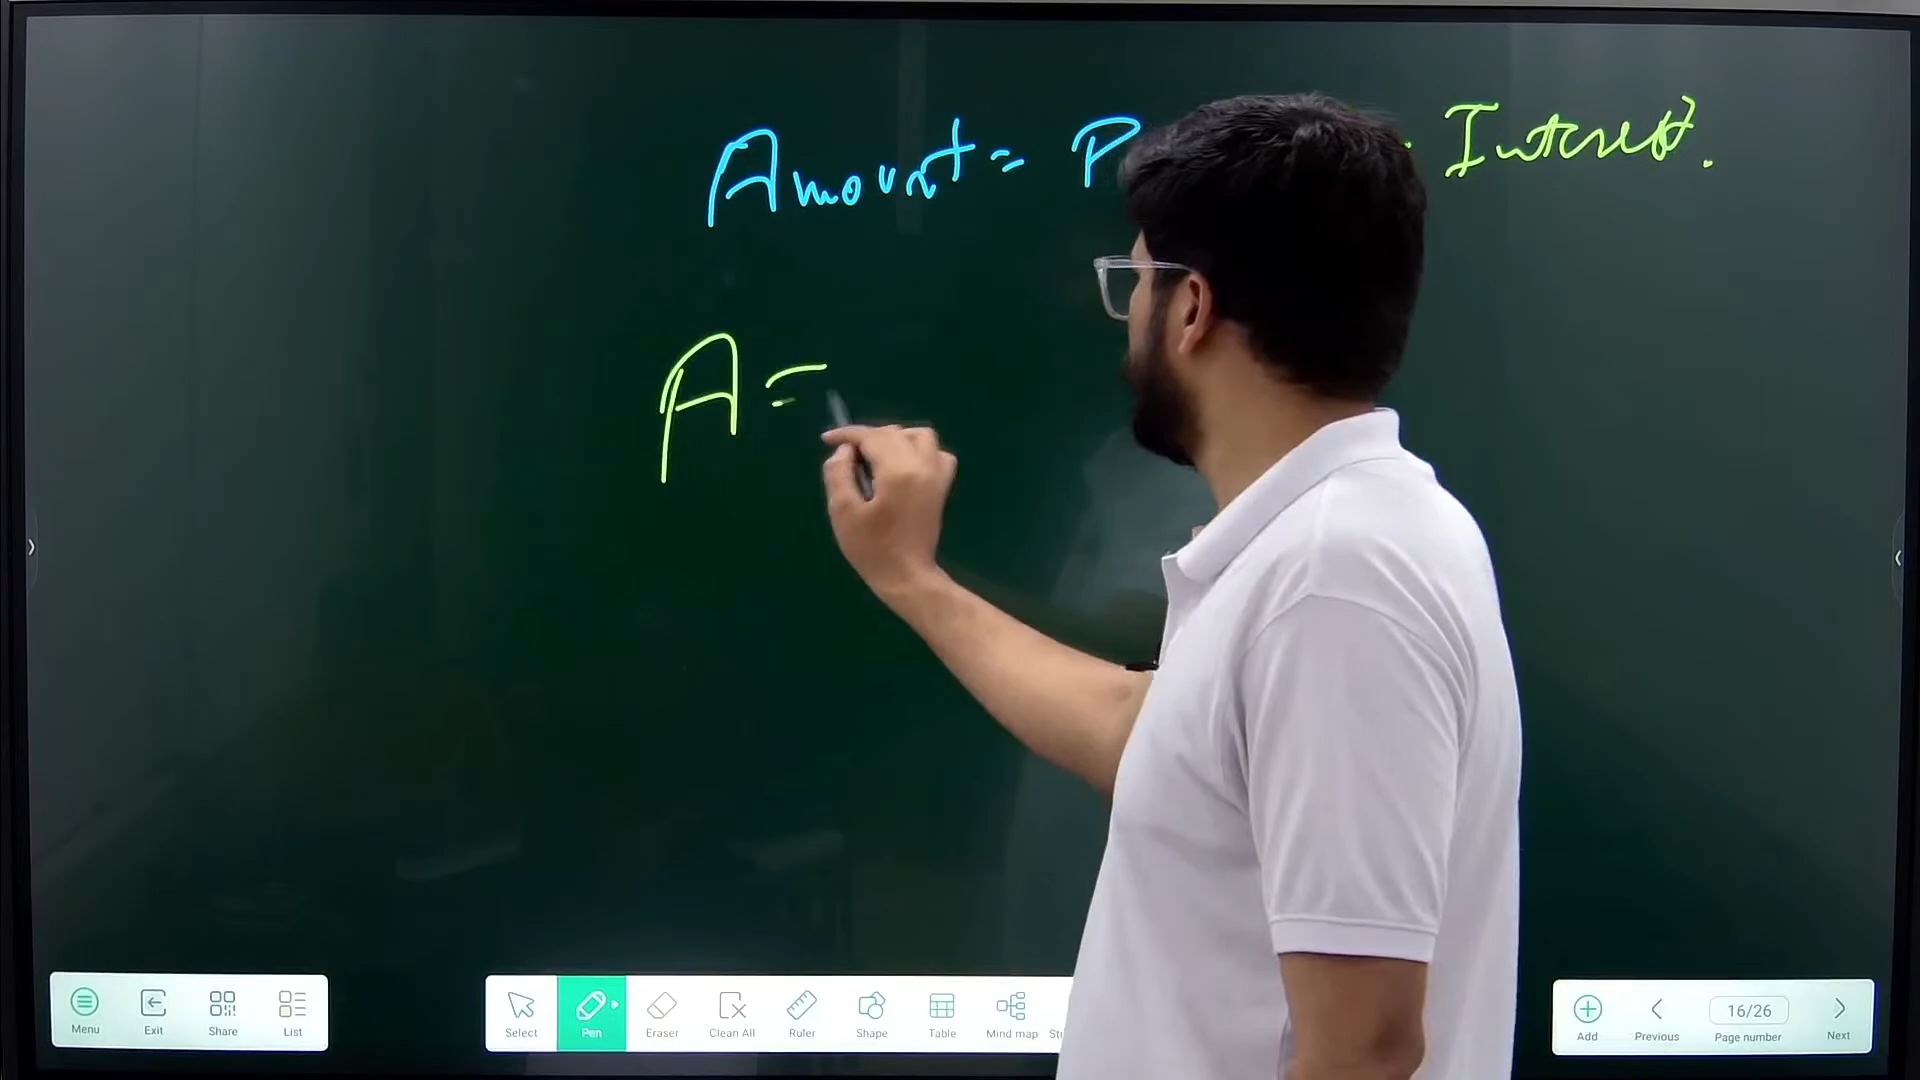 Amount = P Interest.
A =
Menu Exit Share List Select Pen Eraser Clean All Ruler Shape Table Mind map Add Previous 16/26 Page number Next